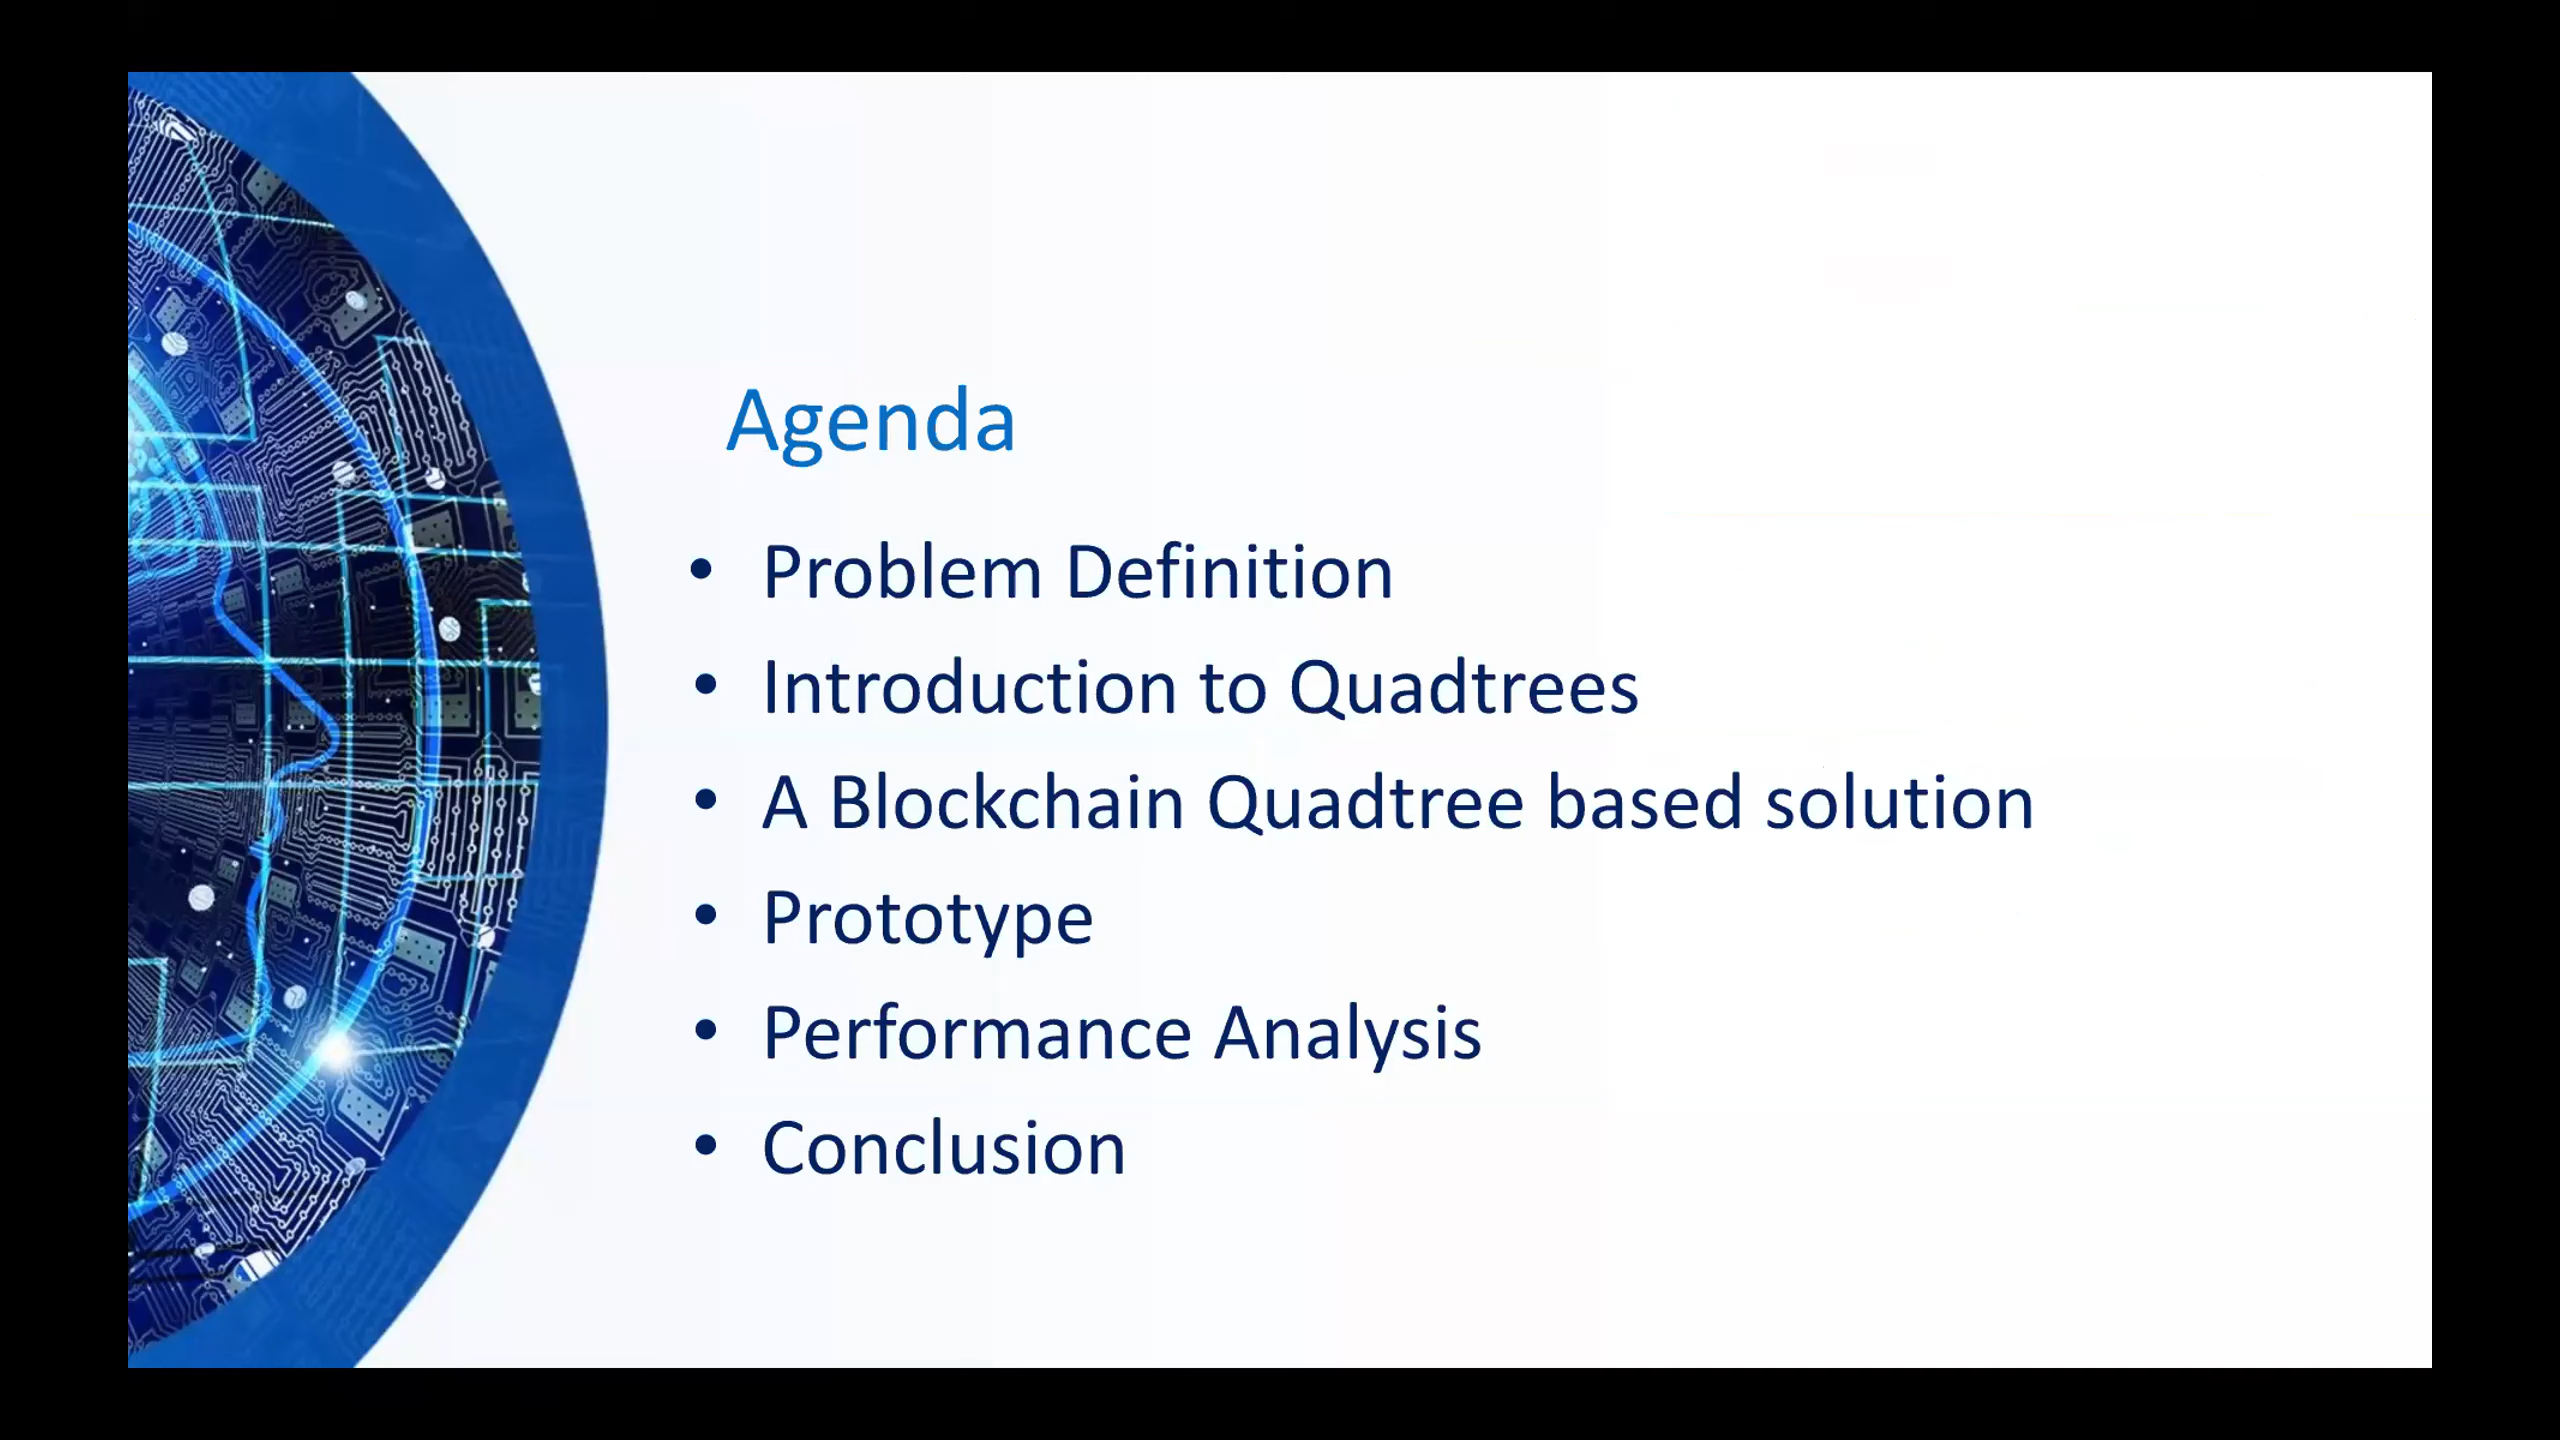 Agenda
• Problem Definition
• Introduction to Quadtrees
• A Blockchain Quadtree based solution
• Prototype
• Performance Analysis
• Conclusion